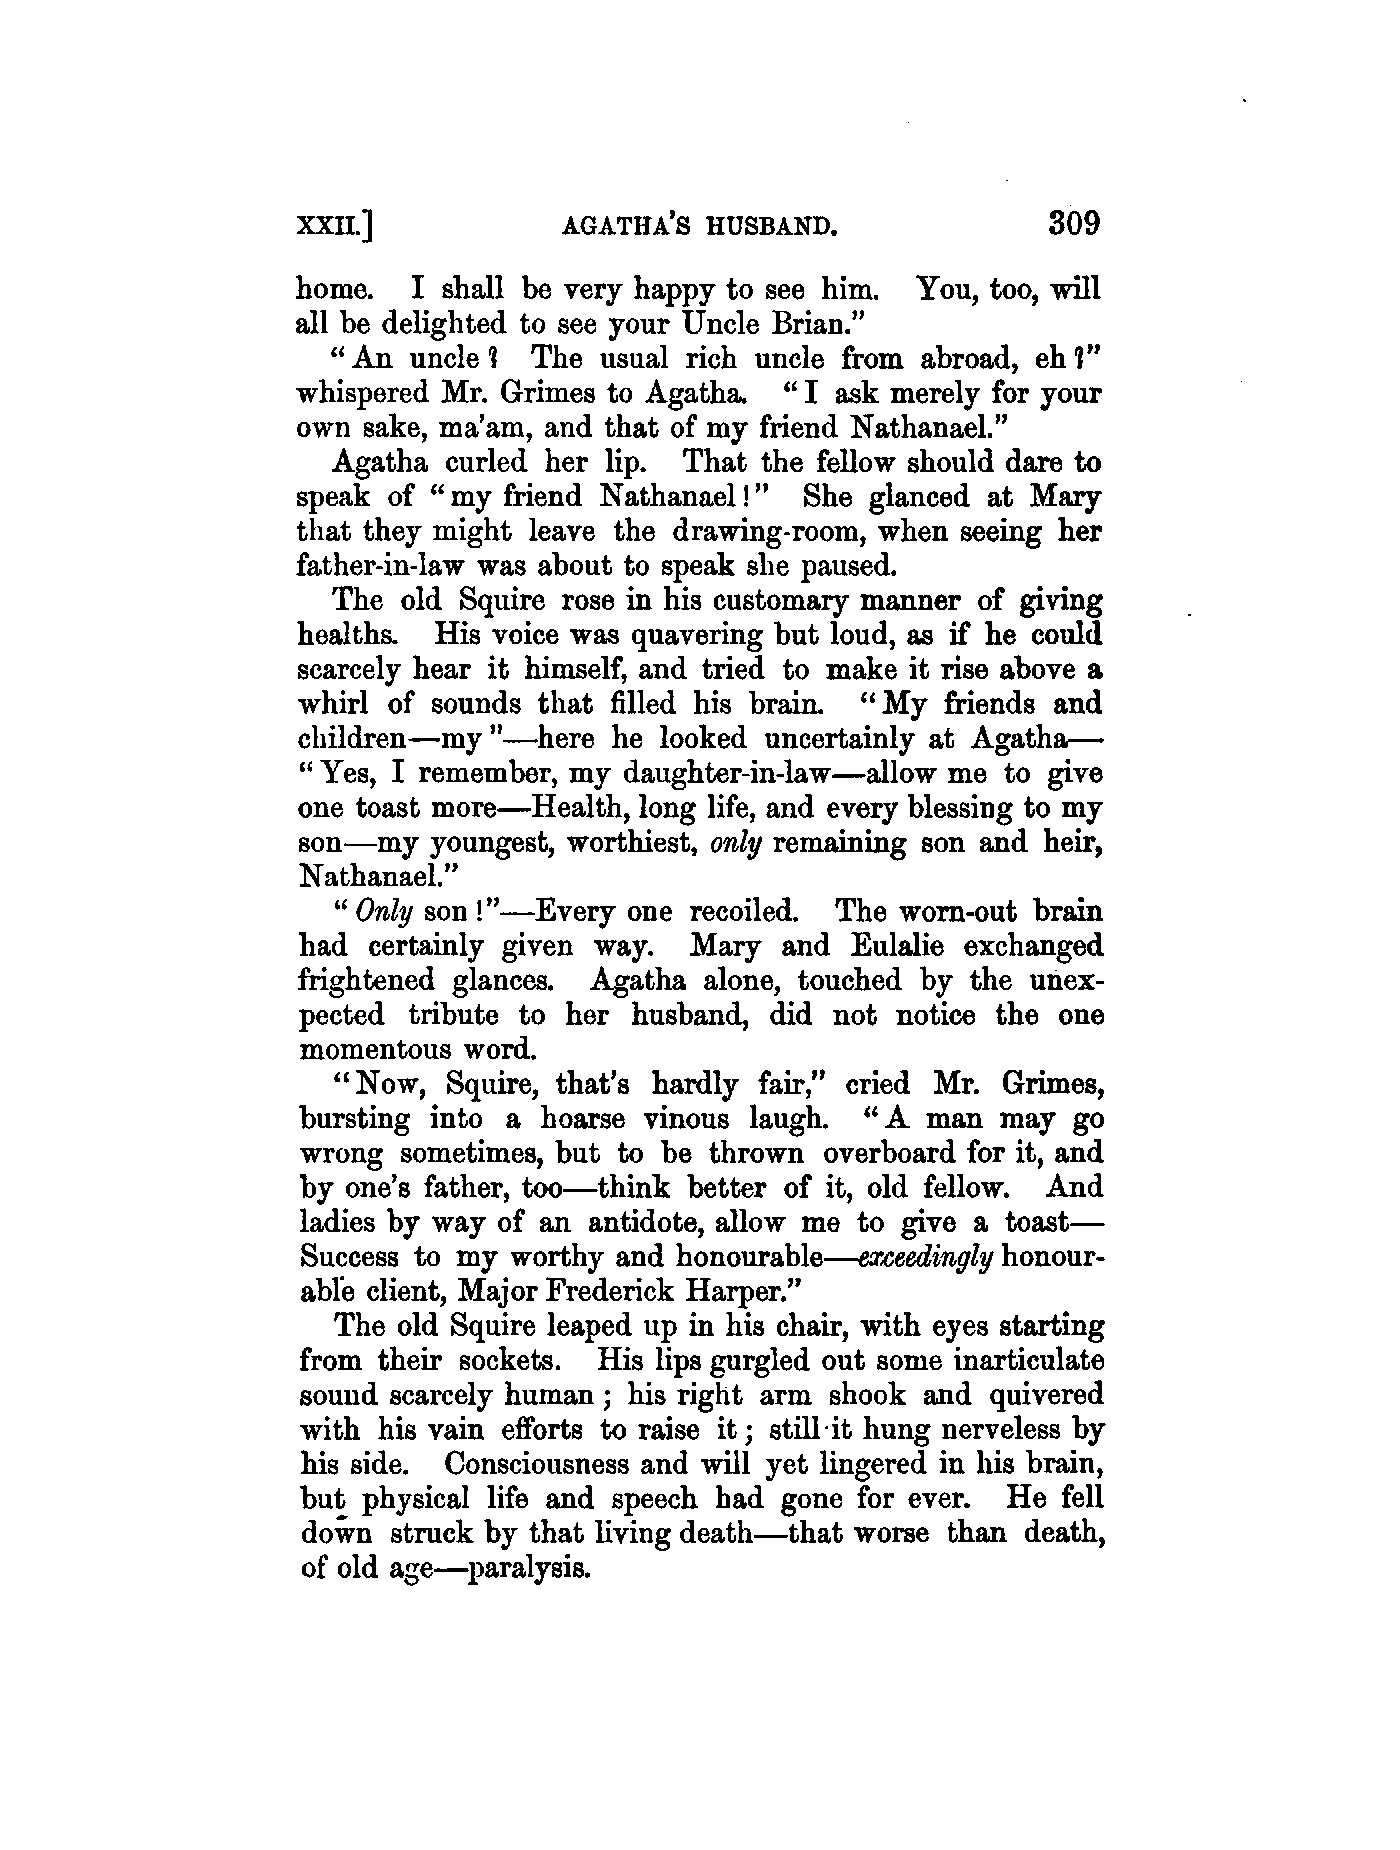 XXII.] AGATHA'S HUSBAND. 309
home. I shall be very happy to see him. You, too, will
all be delighted to see your Uncle Brian."
"An uncle? The usual rich uncle from abroad, eh?"
whispered Mr. Grimes to Agatha. "I ask merely for your
own sake, ma'am, and that of my friend Nathanael."
Agatha curled her lip. That the fellow should dare to
speak of "my friend Nathanael!" She glanced at Mary
that they might leave the drawing-room, when seeing her
father-in-law was about to speak she paused.
The old Squire rose in his customary manner of giving
healths. His voice was quavering but loud, as if he could
scarcely hear it himself, and tried to make it rise above a
whirl of sounds that filled his brain. "My friends and
children—my"—here he looked uncertainly at Agatha—
"Yes, I remember, my daughter-in-law—allow me to give
one toast more—Health, long life, and every blessing to my
son—my youngest, worthiest, only remaining son and heir,
Nathanael."
"Only son!"—Every one recoiled. The worn-out brain
had certainly given way. Mary and Eulalie exchanged
frightened glances. Agatha alone, touched by the unex-
pected tribute to her husband, did not notice the one
momentous word.
"Now, Squire, that's hardly fair," cried Mr. Grimes,
bursting into a hoarse vinous laugh. "A man may go
wrong sometimes, but to be thrown overboard for it, and
by one's father, too—think better of it, old fellow. And
ladies by way of an antidote, allow me to give a toast—
Success to my worthy and honourable—exceedingly honour-
able client, Major Frederick Harper."
The old Squire leaped up in his chair, with eyes starting
from their sockets. His lips gurgled out some inarticulate
sound scarcely human; his right arm shook and quivered
with his vain efforts to raise it; still it hung nerveless by
his side. Consciousness and will yet lingered in his brain,
but physical life and speech had gone for ever. He fell
down struck by that living death—that worse than death,
of old age—paralysis.